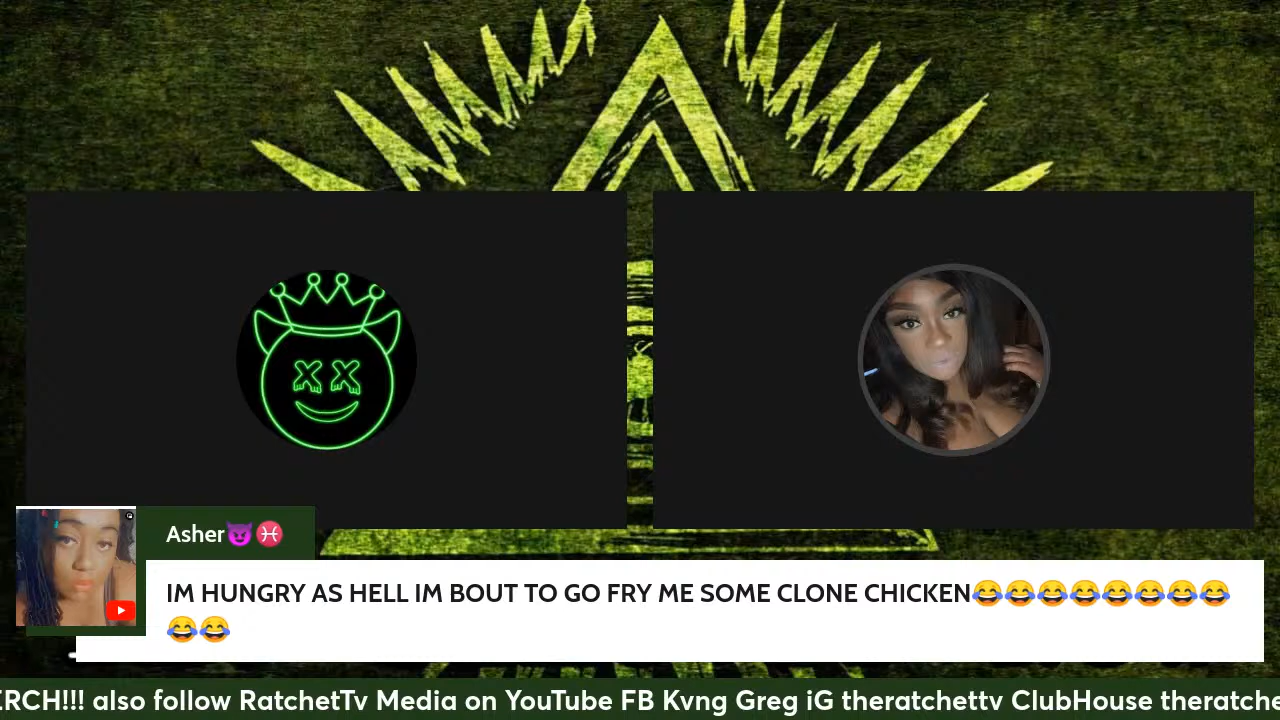 Asher😈♓
IM HUNGRY AS HELL IM BOUT TO GO FRY ME SOME CLONE CHICKEN😂😂😂😂😂😂😂😂
😂😂
ERCH!!! also follow RatchetTv Media on YouTube FB Kvng Greg iG theratchettv ClubHouse theratche